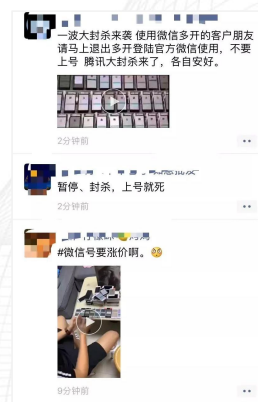 一波大封杀来袭 使用微信多开的客户朋友
请马上退出多开登陆官方微信使用，不要
上号 腾讯大封杀来了，各自安好。
2分钟前
暂停、封杀，上号就死
2分钟前
#微信号要涨价啊。
9分钟前